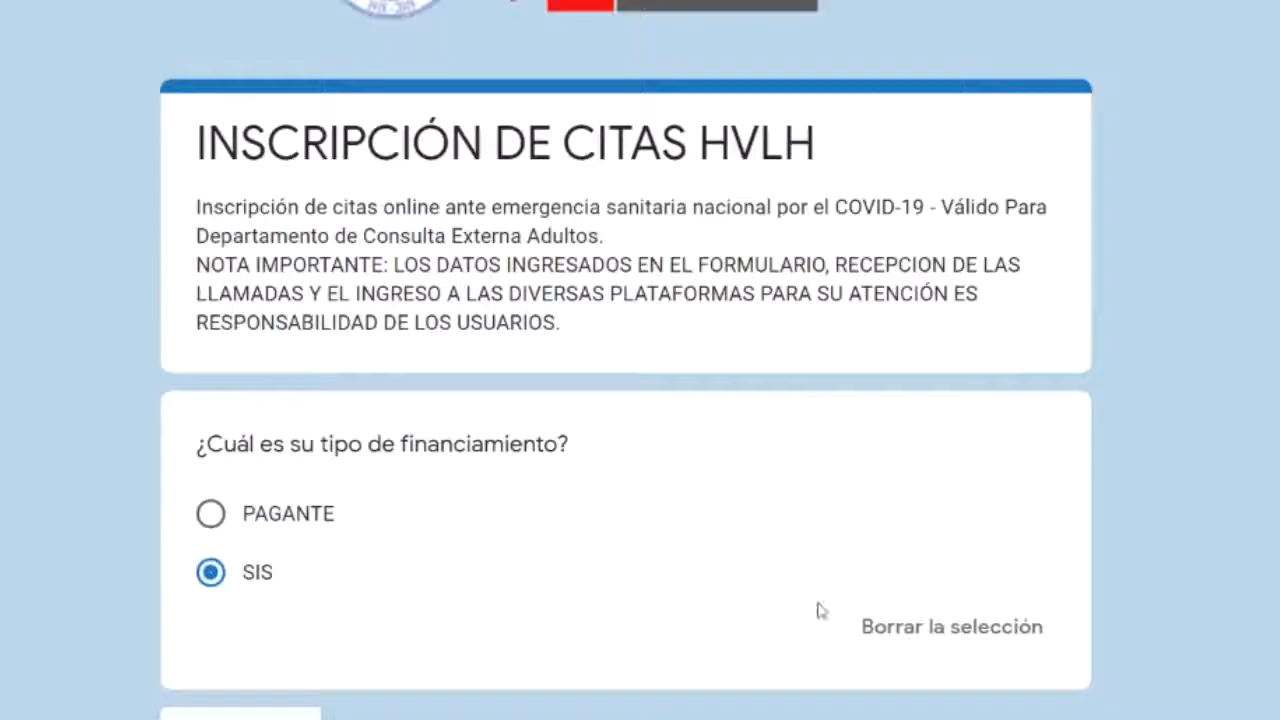 INSCRIPCIÓN DE CITAS HVLH
Inscripción de citas online ante emergencia sanitaria nacional por el COVID-19 - Válido Para
Departamento de Consulta Externa Adultos.
NOTA IMPORTANTE: LOS DATOS INGRESADOS EN EL FORMULARIO, RECEPCION DE LAS
LLAMADAS Y EL INGRESO A LAS DIVERSAS PLATAFORMAS PARA SU ATENCIÓN ES
RESPONSABILIDAD DE LOS USUARIOS.
¿Cuál es su tipo de financiamiento?
PAGANTE
SIS
Borrar la selección